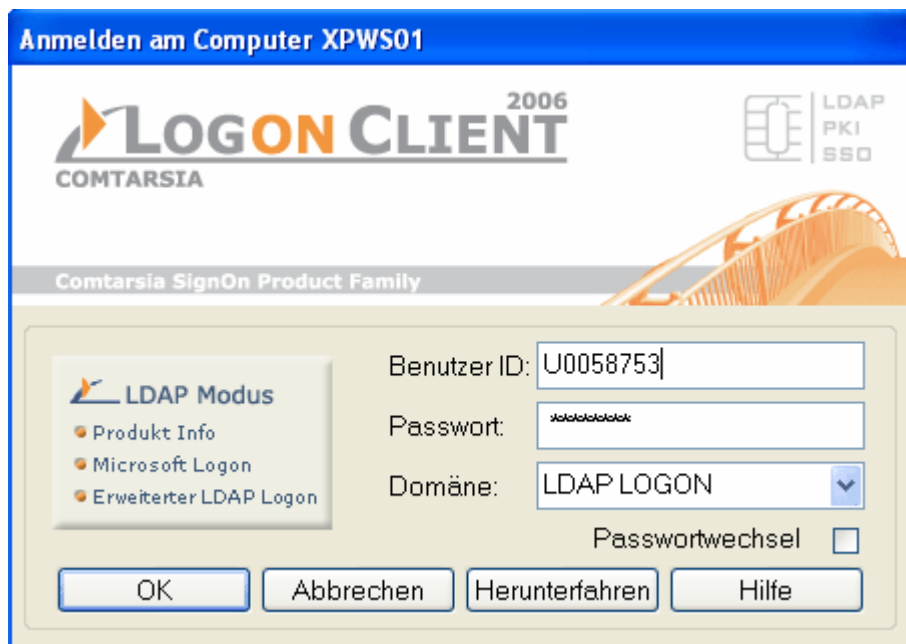 Anmelden am Computer XPWS01
2006
LOGON CLIENT
COMTARSIA
LDAP
PKI
SSO
Comtarsia SignOn Product Family
LDAP Modus
Produkt Info
Microsoft Logon
Erweiterter LDAP Logon
Benutzer ID: U0058753
Passwort: *********
Domäne: LDAP LOGON
Passwortwechsel
OK Abbrechen Herunterfahren Hilfe